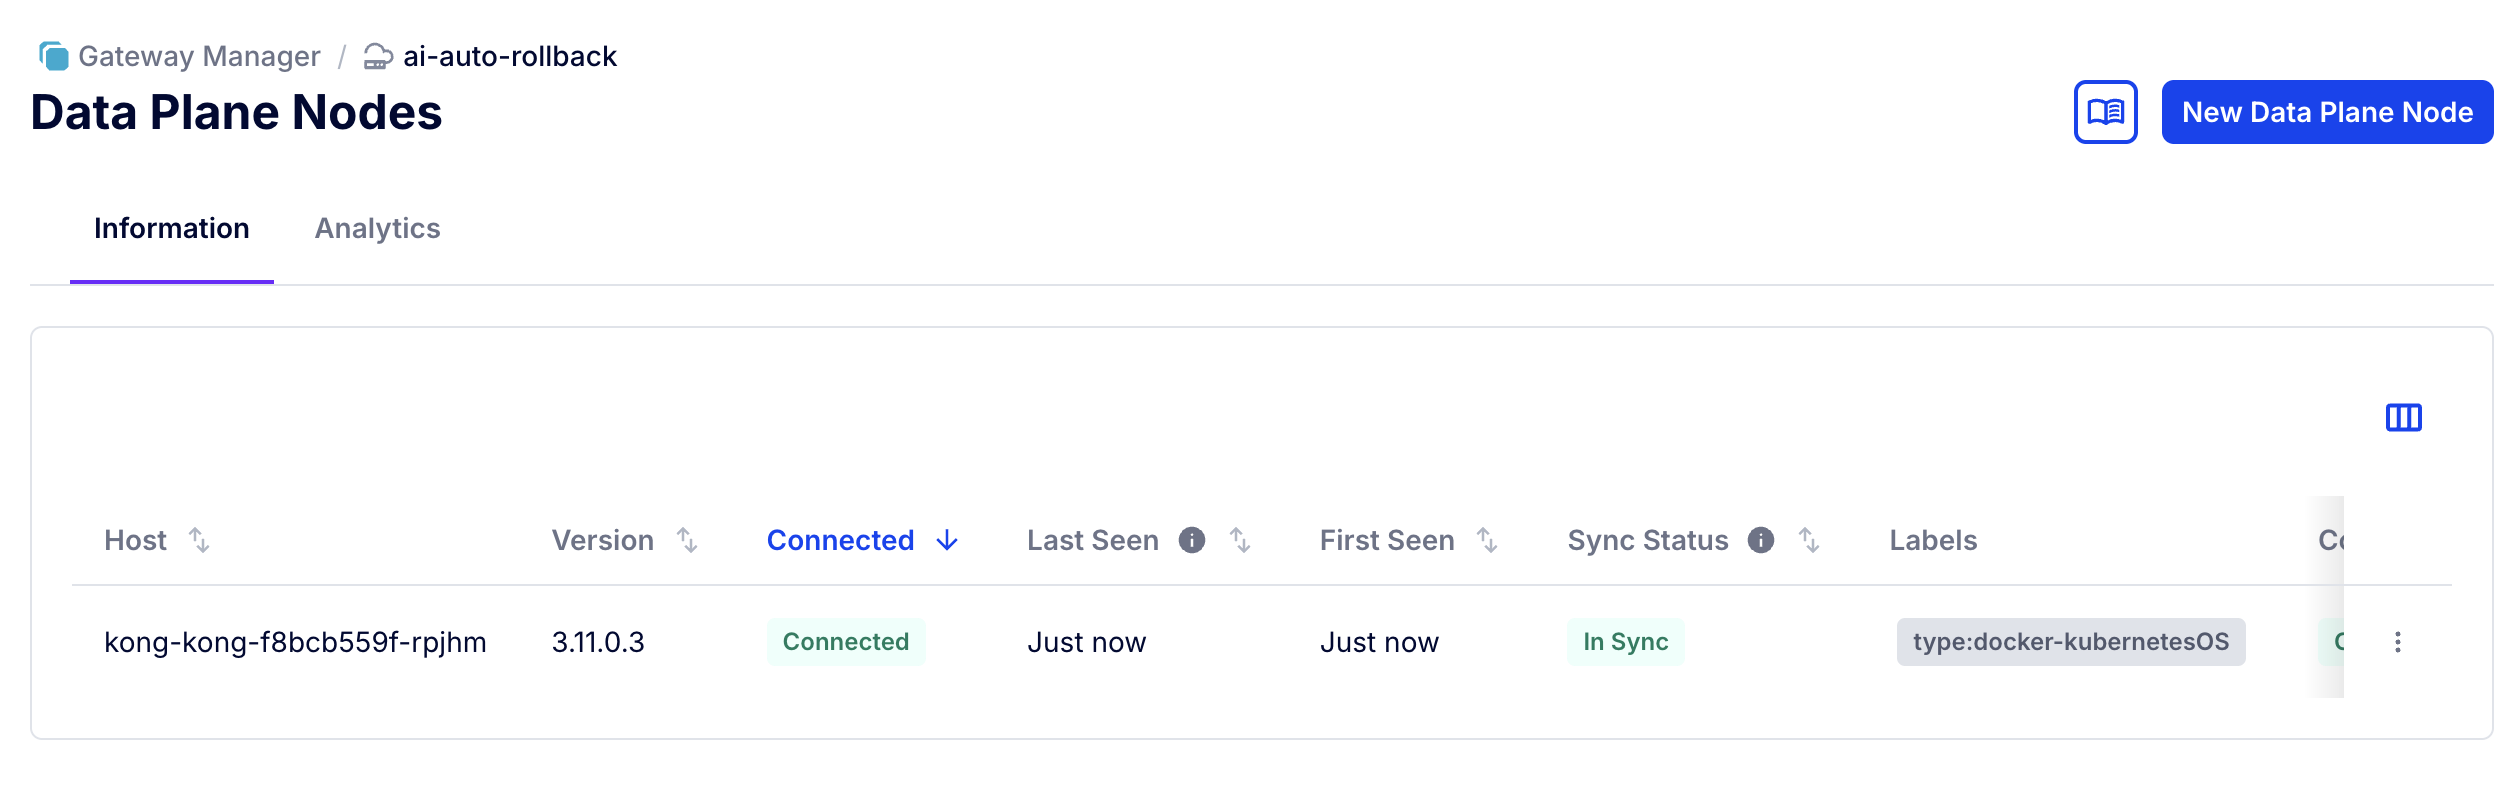 Gateway Manager / ai-auto-rollback
Data Plane Nodes
New Data Plane Node
Information Analytics
Host Version Connected Last Seen First Seen Sync Status Labels
kong-kong-f8bcb559f-rpjhm 3.11.0.3 Connected Just now Just now In Sync type:docker-kubernetesOS